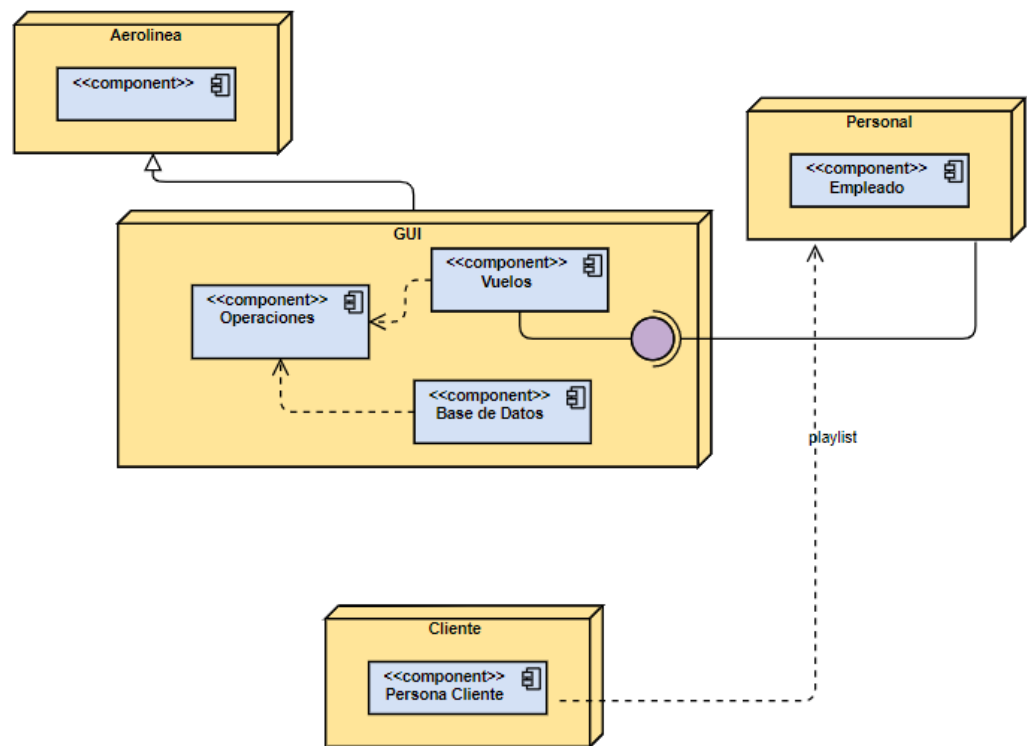 Aerolinea
<<component>>
Personal
<<component>>
Empleado
GUI
<<component>>
Vuelos
<<component>>
Operaciones
<<component>>
Base de Datos
playlist
Cliente
<<component>>
Persona Cliente